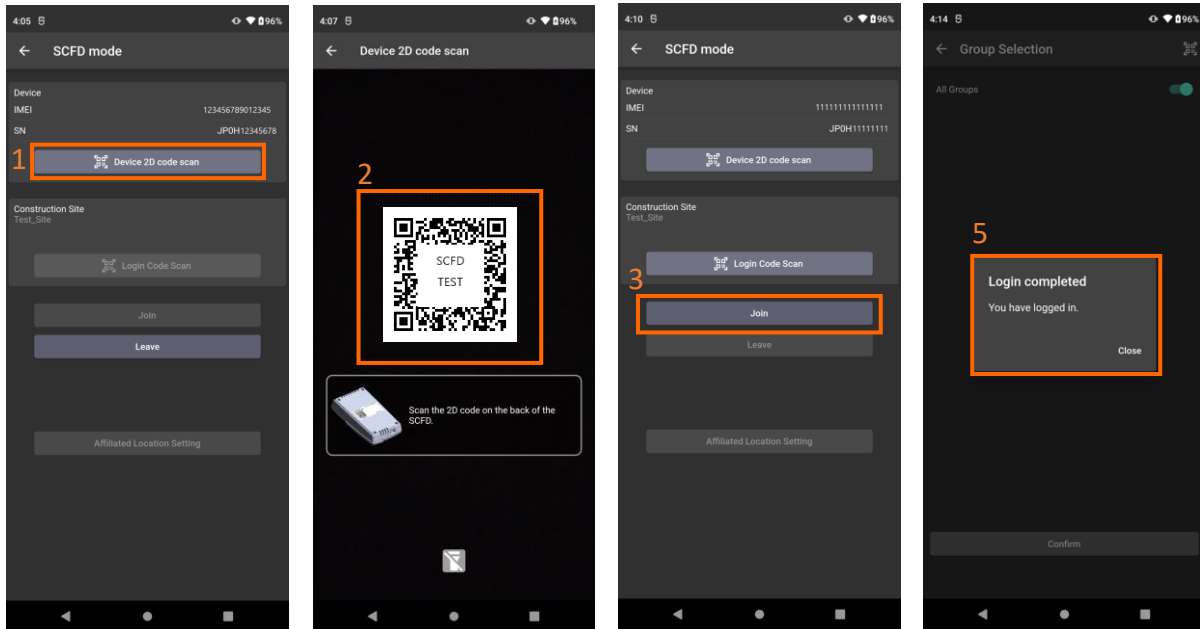 4:05 96%
SCFD mode
Device
IMEI 123456789012345
SN JP0H12345678
1
Device 2D code scan
Construction Site
Test_Site
Login Code Scan
Join
Leave
Affiliated Location Setting
4:07 96%
Device 2D code scan
2
SCFD
TEST
Scan the 2D code on the back of the
SCFD.
4:10 96%
SCFD mode
Device
IMEI 111111111111111
SN JP0H11111111
Device 2D code scan
Construction Site
Test_Site
Login Code Scan
3
Join
Leave
Affiliated Location Setting
4:14 96%
Group Selection
All Groups
5
Login completed
You have logged in.
Close
Confirm